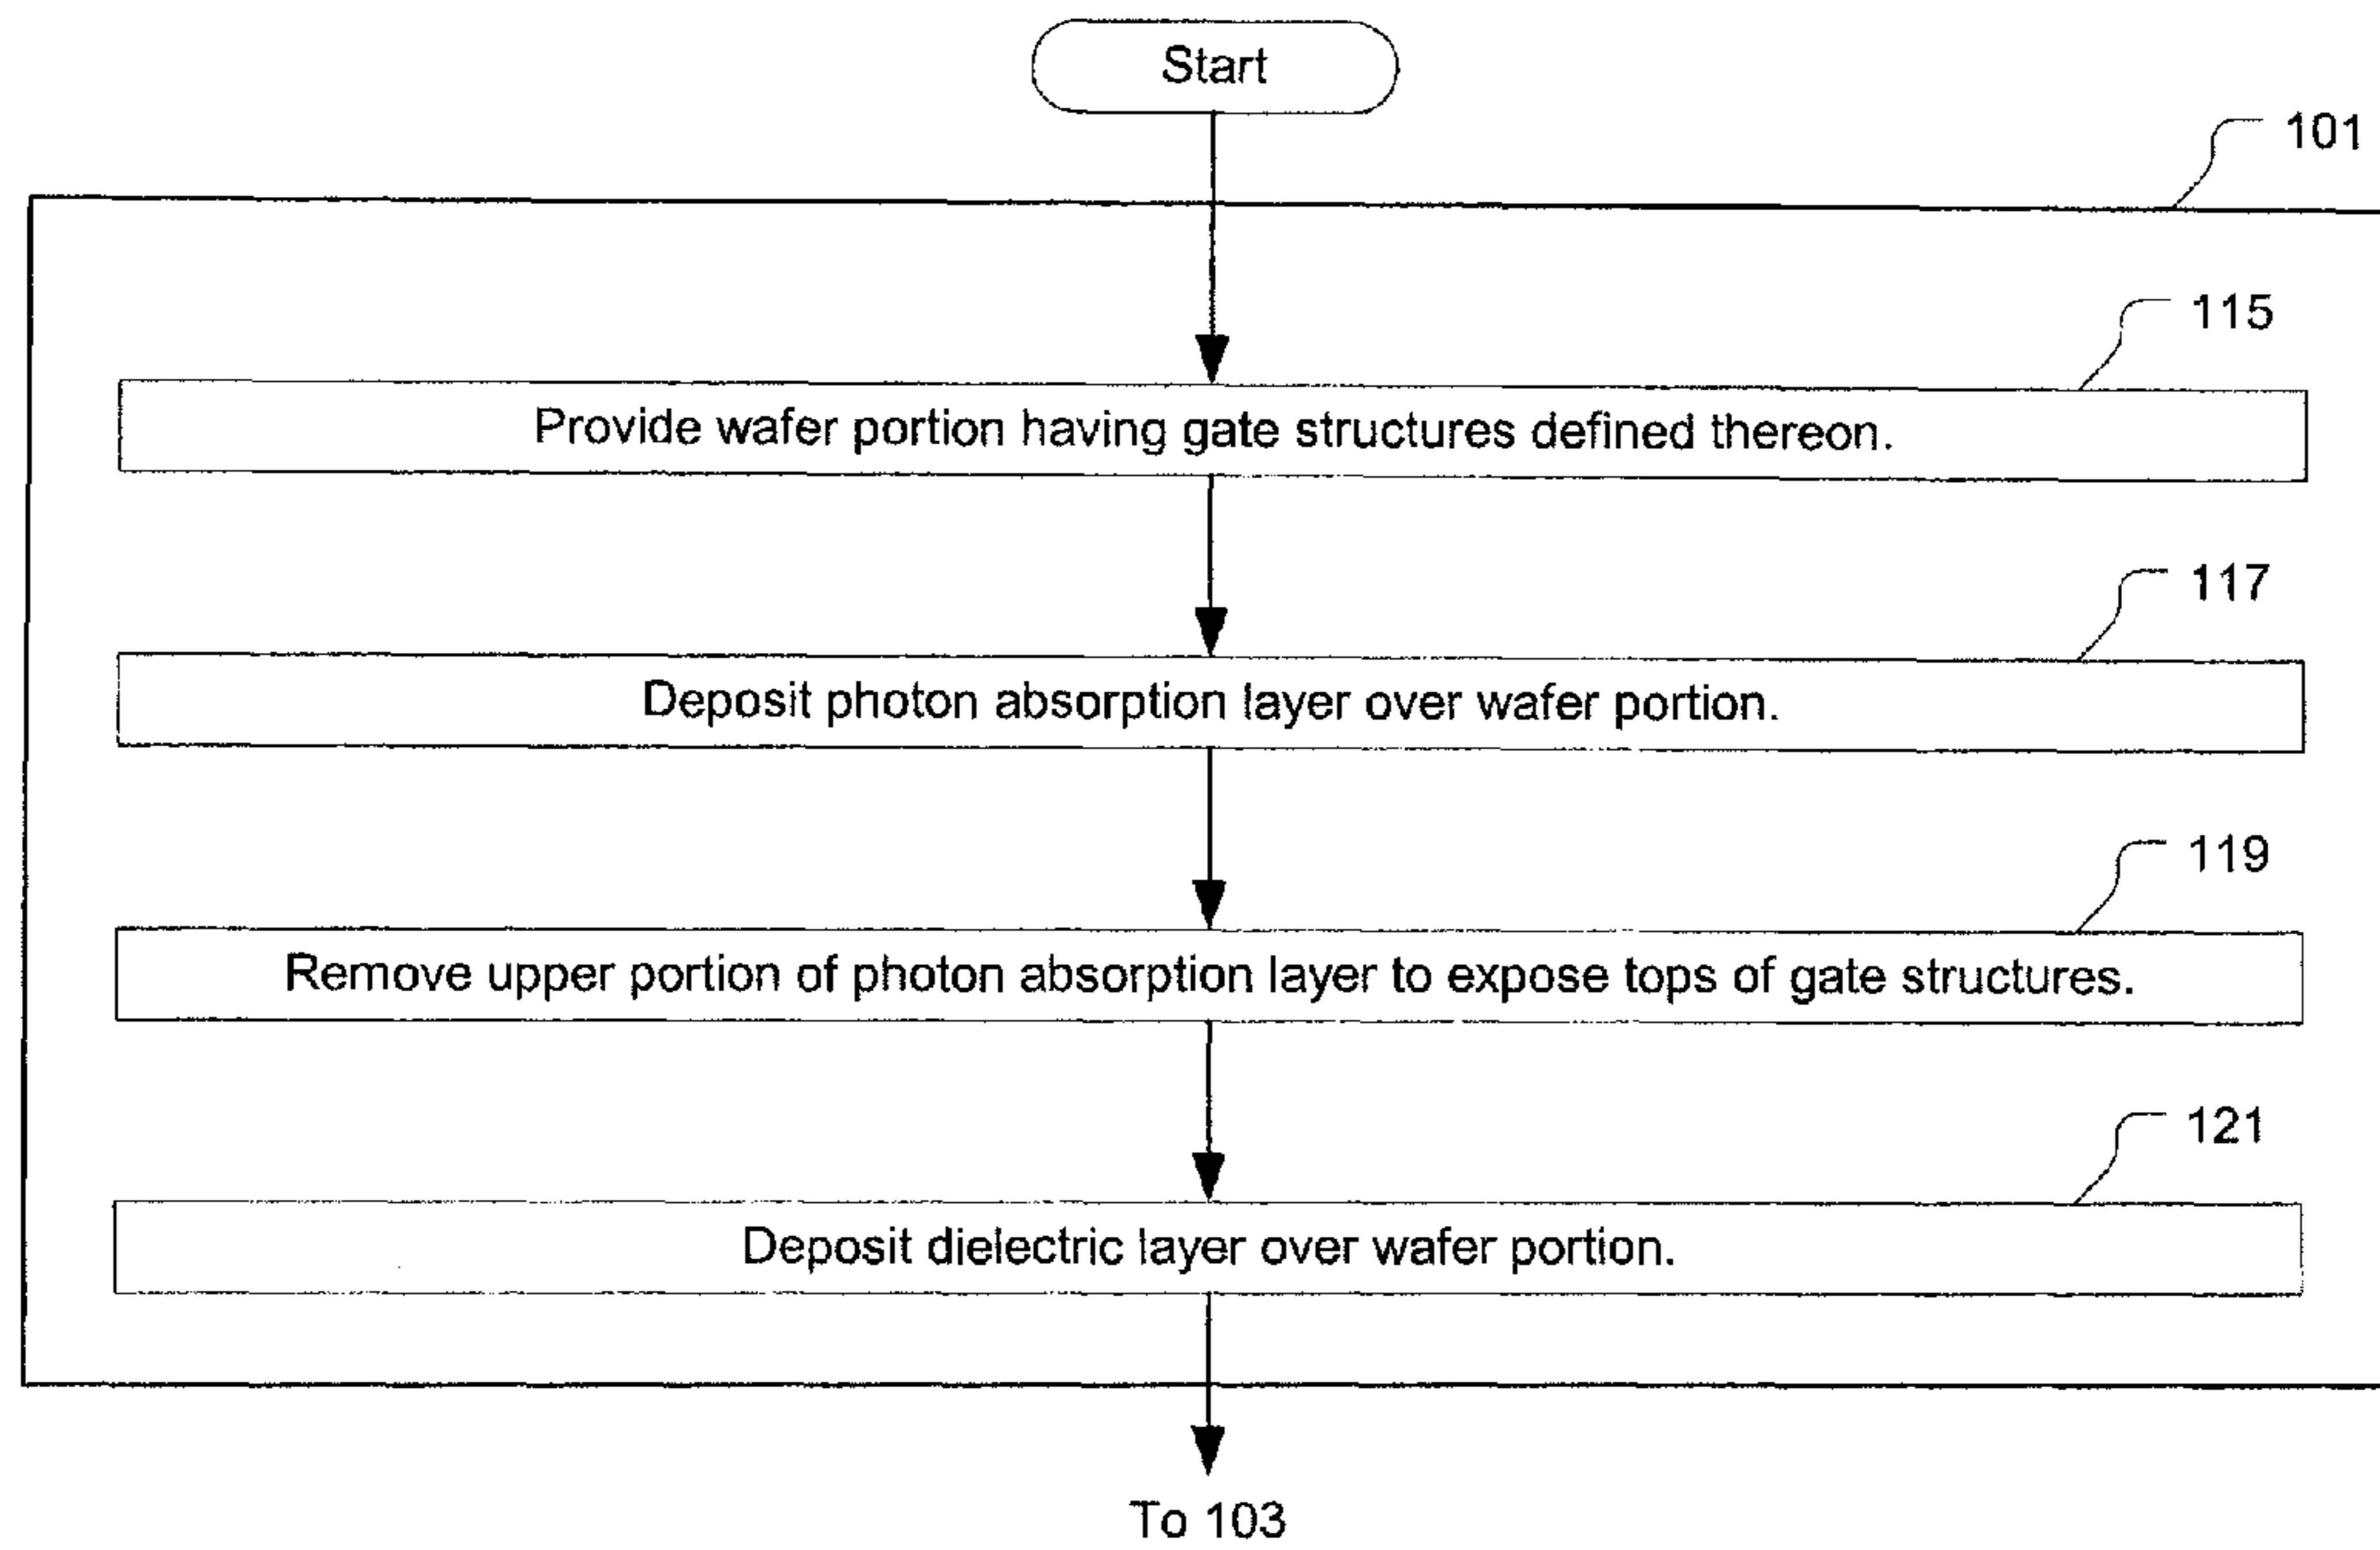 Start
101
115
Provide wafer portion having gate structures defined thereon.
117
Deposit photon absorption layer over wafer portion.
119
Remove upper portion of photon absorption layer to expose tops of gate structures.
121
Deposit dielectric layer over wafer portion.
To 103